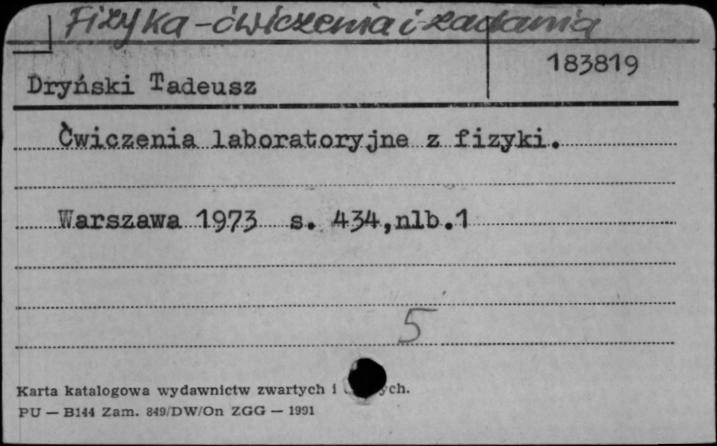 Fizyka - ćwiczenia i zadania
183819
Dryński Tadeusz
Ćwiczenia laboratoryjne z fizyki.
Warszawa 1973 s. 434,nlb.1
5
Karta katalogowa wydawnictw zwartych i
PU — B144 Zam. 849/DW/On ZGG — 1991